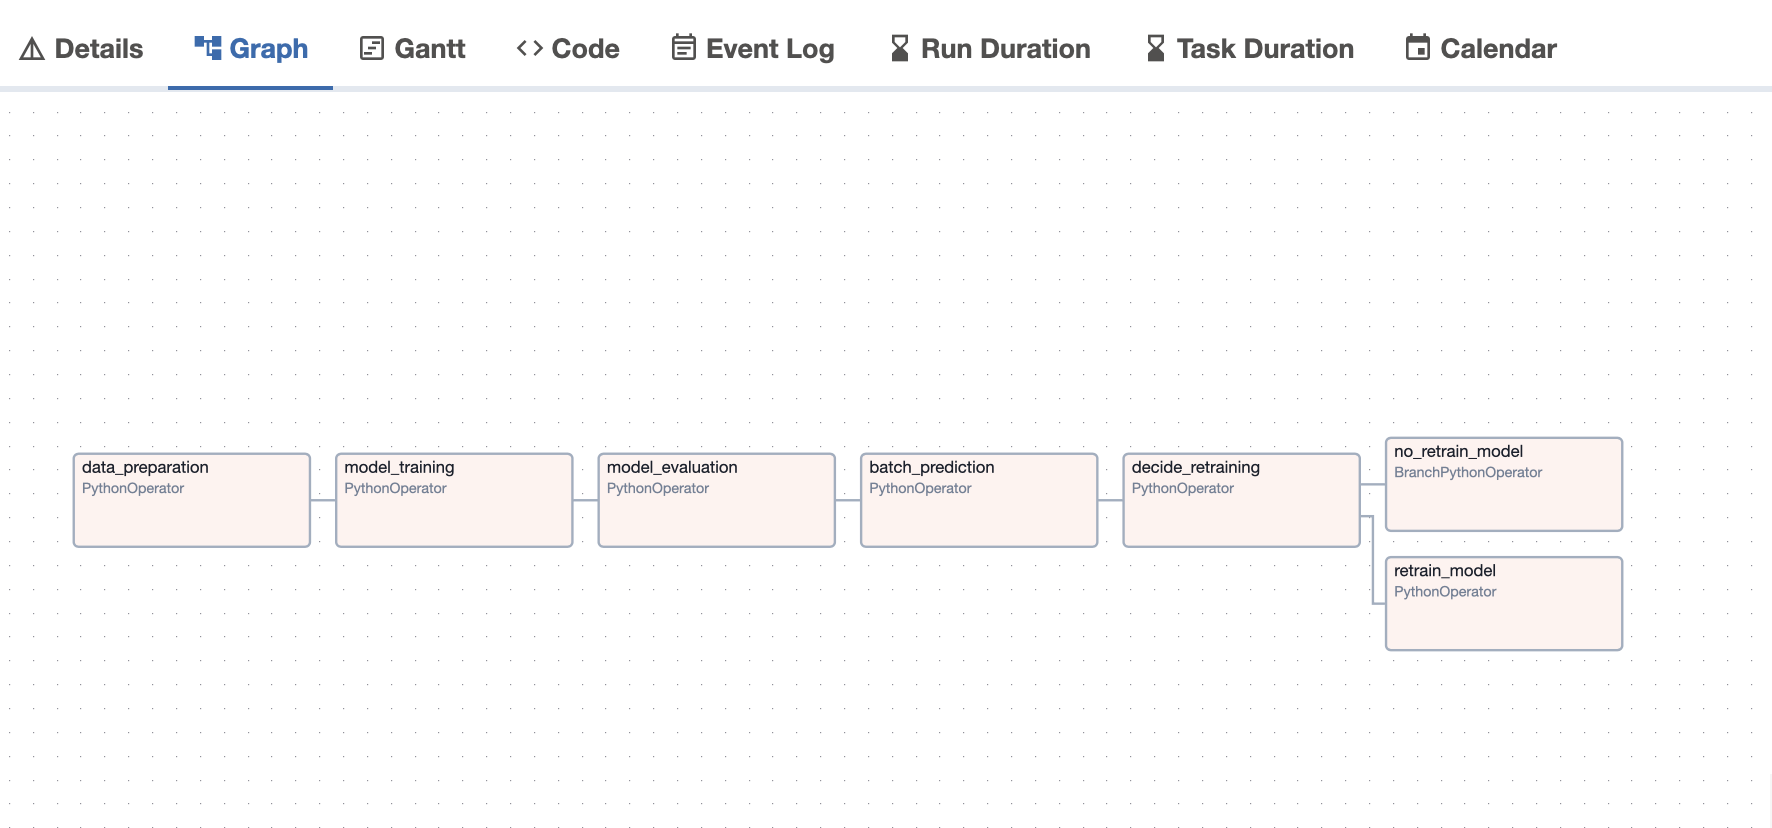 Details Graph Gantt Code Event Log Run Duration Task Duration Calendar
data_preparation
PythonOperator
model_training
PythonOperator
model_evaluation
PythonOperator
batch_prediction
PythonOperator
decide_retraining
PythonOperator
no_retrain_model
BranchPythonOperator
retrain_model
PythonOperator